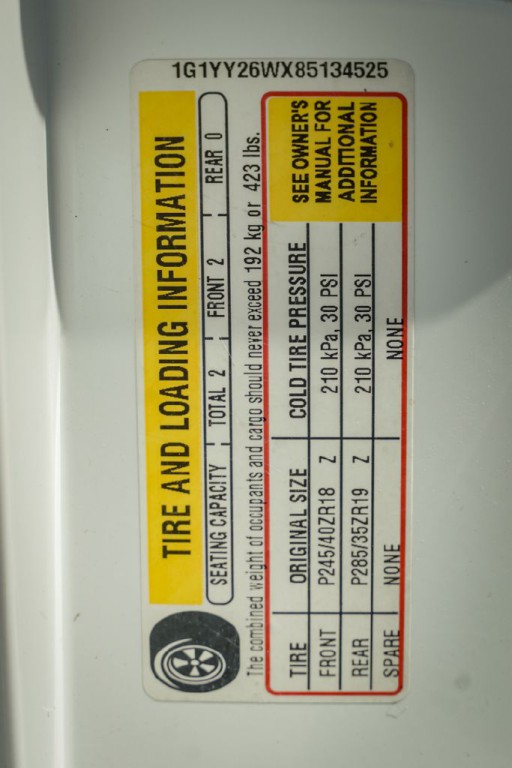 1G1YY26WX85134525
TIRE AND LOADING INFORMATION
SEATING CAPACITY TOTAL 2 FRONT 2 REAR 0
The combined weight of occupants and cargo should never exceed 192 kg or 423 lbs.
TIRE ORIGINAL SIZE COLD TIRE PRESSURE
FRONT P245/40ZR18 Z 210 kPa, 30 PSI
REAR P285/35ZR19 Z 210 kPa, 30 PSI
SPARE NONE NONE
SEE OWNER'S
MANUAL FOR
ADDITIONAL
INFORMATION